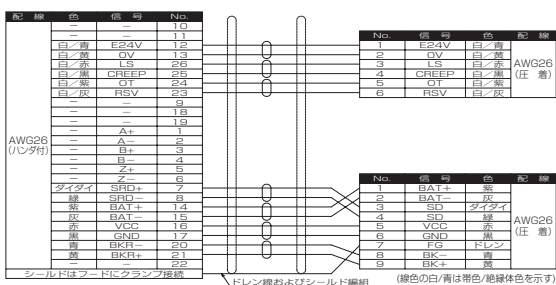 配 線 色 信 号 No.
－ － 10
－ － 11
白／青 E24V 12
白／黄 0V 13
白／赤 LS 26
白／黒 CREEP 25
白／紫 OT 24
白／灰 RSV 23
－ － 9
－ － 18
－ － 19
－ A+ 1
AWG26
(ハンダ付)
－ A− 2
－ B+ 3
－ B− 4
－ Z+ 5
－ Z− 6
ダイダイ SRD+ 7
緑 SRD− 8
紫 BAT+ 14
灰 BAT− 15
赤 VCC 16
黒 GND 17
青 BKR− 20
黄 BKR+ 21
－ － 22
シールドはフードにクランプ接続
No. 信 号 色 配 線
1 E24V 白／青
2 0V 白／黄
3 LS 白／赤
4 CREEP 白／黒
5 OT 白／紫
6 RSV 白／灰
AWG26
(圧 着)
No. 信 号 色 配 線
1 BAT+ 紫
2 BAT− 灰
3 SD ダイダイ
4 SD 緑
5 VCC 赤
6 GND 黒
7 FG ドレン
8 BK− 青
9 BK+ 黄
AWG26
(圧 着)
ドレン線およびシールド編組
(線色の白/青は帯色/絶縁体色を示す)